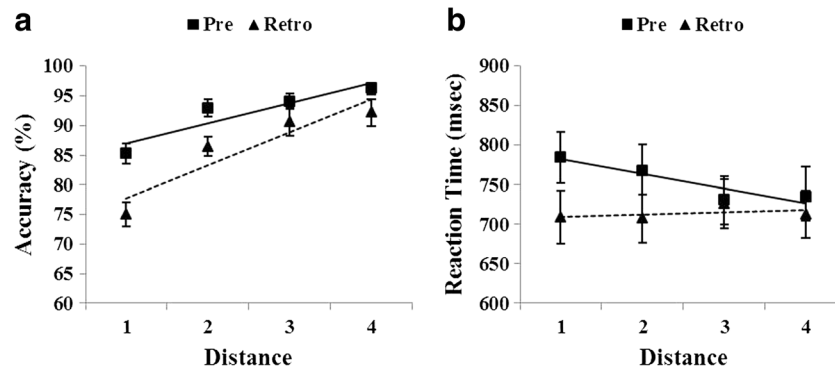 a
■ Pre ▲ Retro
Accuracy (%)
100
95
90
85
80
75
70
65
60
1 2 3 4
Distance
b
■ Pre ▲ Retro
Reaction Time (msec)
900
850
800
750
700
650
600
1 2 3 4
Distance